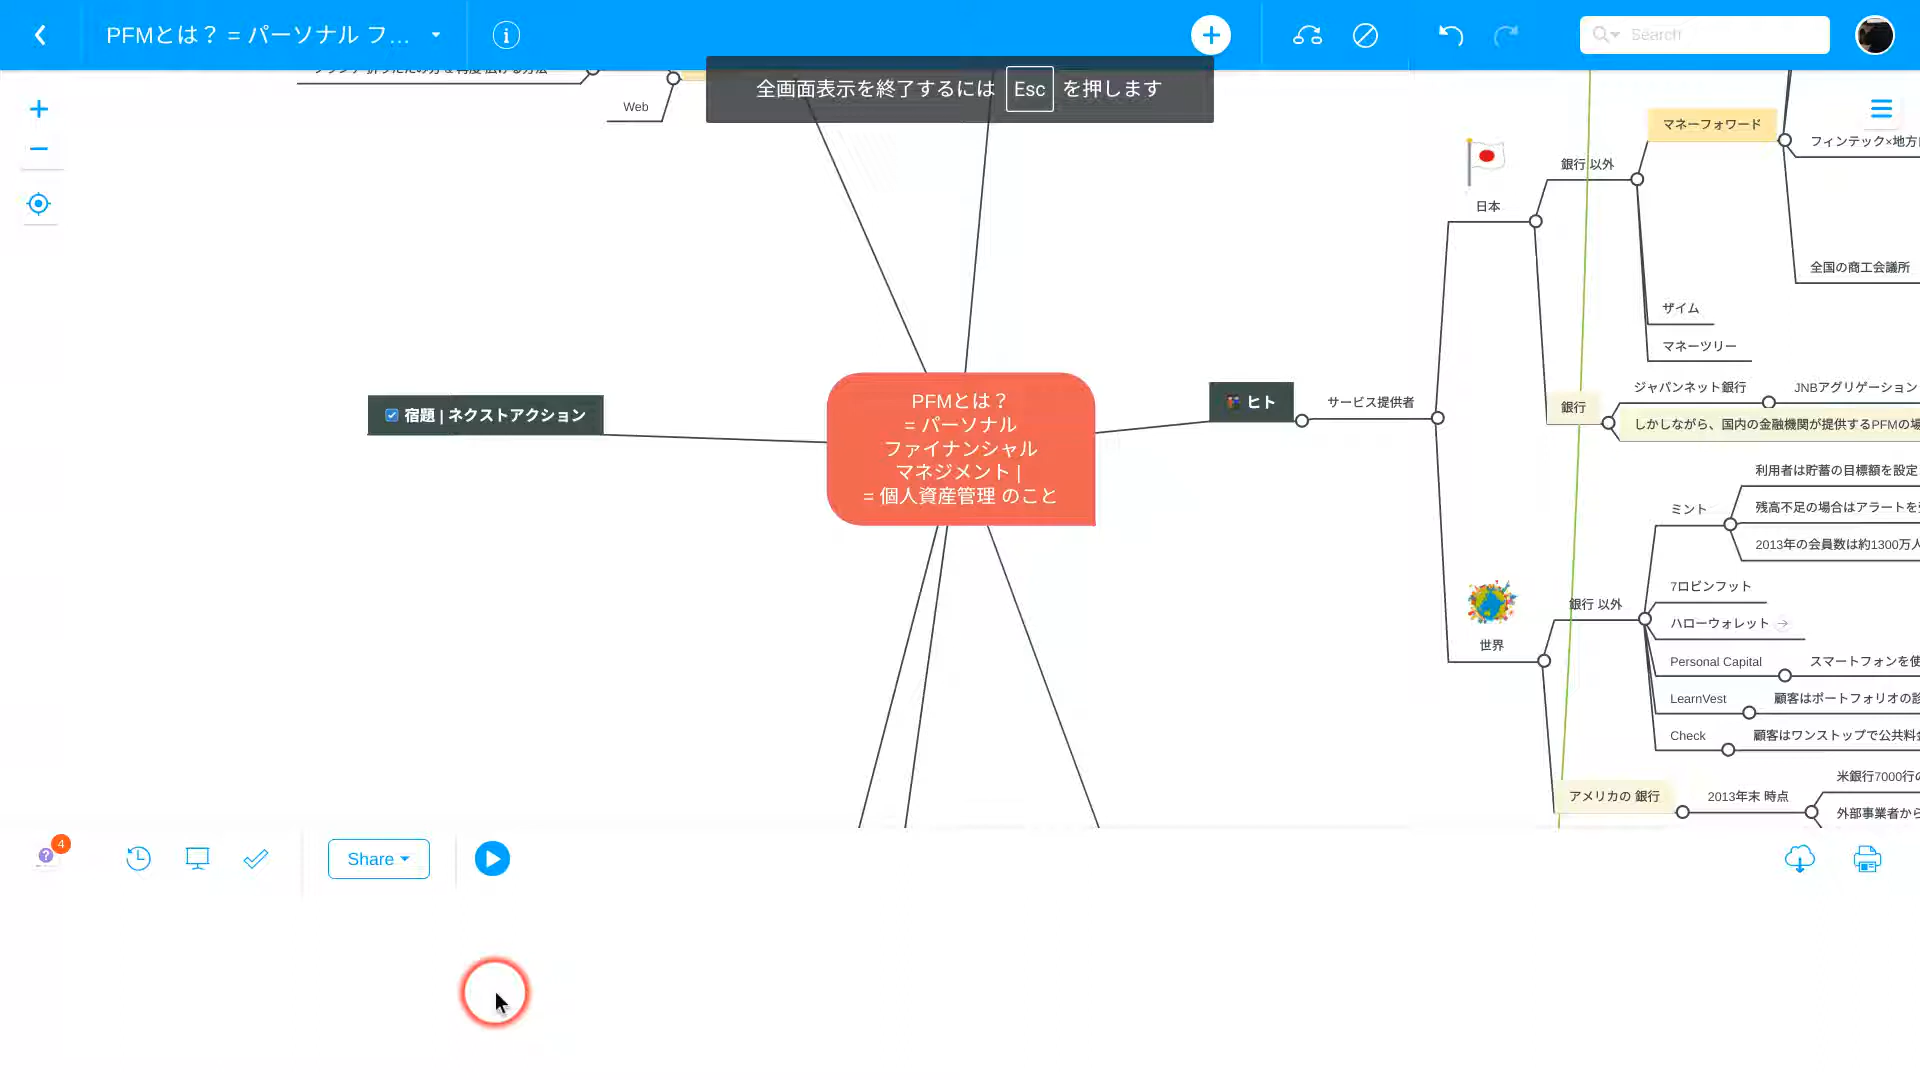 PFMとは？ = パーソナル フ...
Search
全画面表示を終了するには Esc を押します
Web
マネーフォワード
フィンテック×地方
銀行 以外
日本
全国の商工会議所
ザイム
マネーツリー
ジャパンネット銀行
JNBアグリゲーション
銀行
しかしながら、国内の金融機関が提供するPFMの場
ヒト
サービス提供者
宿題 | ネクストアクション
PFMとは？
= パーソナル
ファイナンシャル
マネジメント |
= 個人資産管理 のこと
利用者は貯蓄の目標額を設定
ミント
残高不足の場合はアラートを
2013年の会員数は約1300万人
7ロビンフット
銀行 以外
ハローウォレット
世界
Personal Capital
スマートフォンを使
LearnVest
顧客はポートフォリオの診
Check
顧客はワンストップで公共料金
米銀行7000行の
アメリカの 銀行
2013年末 時点
外部事業者から
4
Share